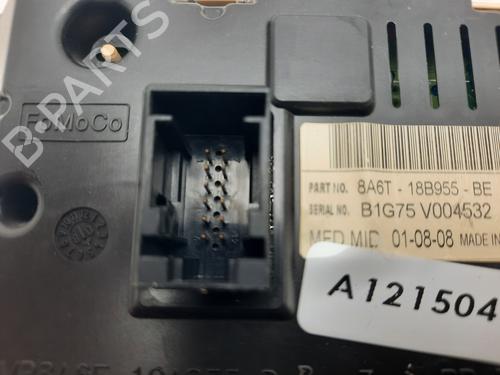 B-PARTS
FoMoCo
PART NO. 8A6T - 18B955 - BE
SERIAL NO. B1G75 V004532
MED MID 01-08-08 MADE IN
A121504